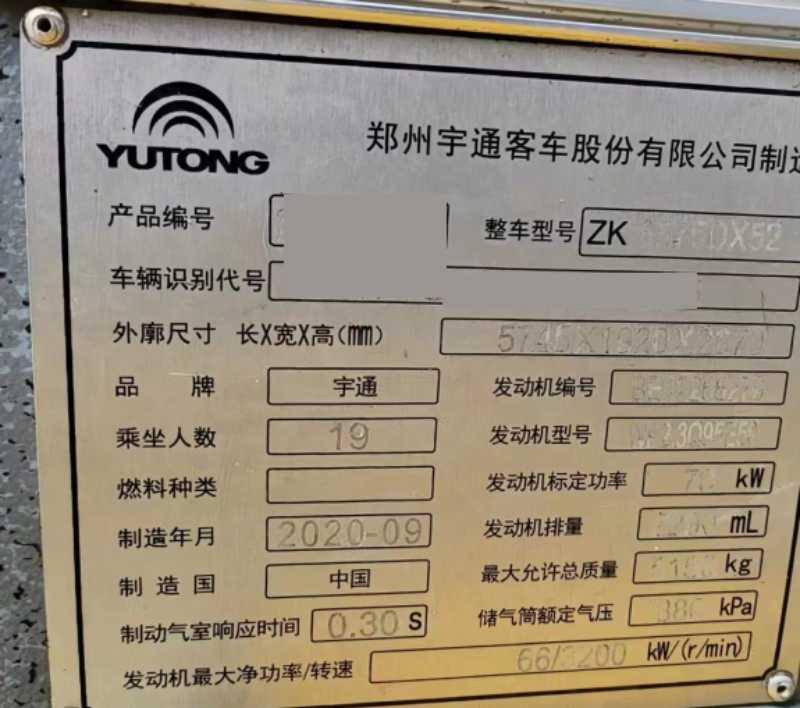 YUTONG
郑州宇通客车股份有限公司制造
产品编号 整车型号 ZK DX52
车辆识别代号
外廓尺寸 长X宽X高(mm) 5745X1920X2670
品 牌 宇通 发动机编号
乘坐人数 19 发动机型号
燃料种类 发动机标定功率 kW
制造年月 2020-09 发动机排量 mL
制造国 中国 最大允许总质量 kg
制动气室响应时间 0.30 S 储气筒额定气压 kPa
发动机最大净功率/转速 66/3200 kW/(r/min)